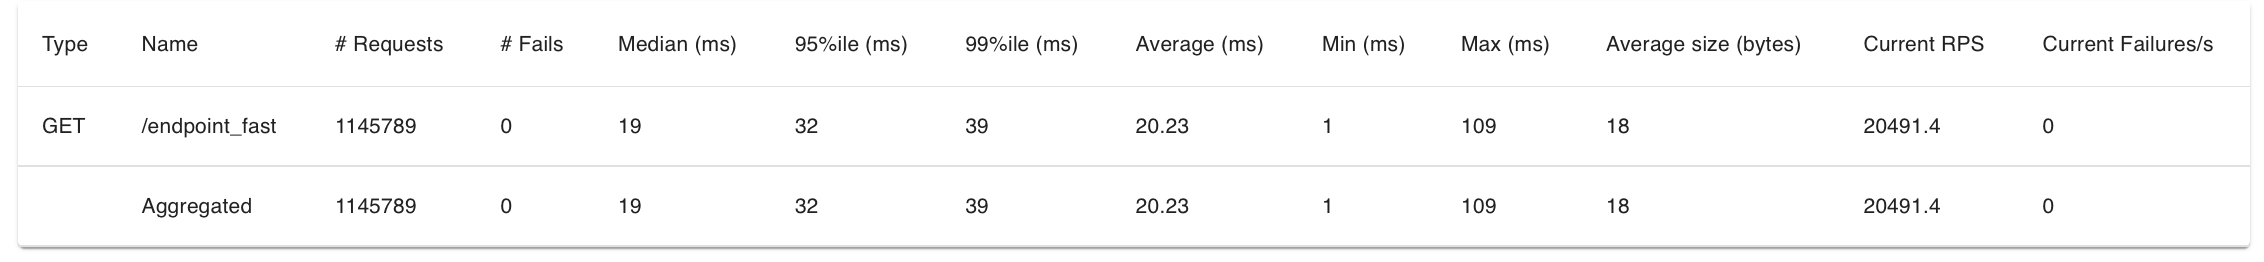 Type Name # Requests # Fails Median (ms) 95%ile (ms) 99%ile (ms) Average (ms) Min (ms) Max (ms) Average size (bytes) Current RPS Current Failures/s
GET /endpoint_fast 1145789 0 19 32 39 20.23 1 109 18 20491.4 0
Aggregated 1145789 0 19 32 39 20.23 1 109 18 20491.4 0